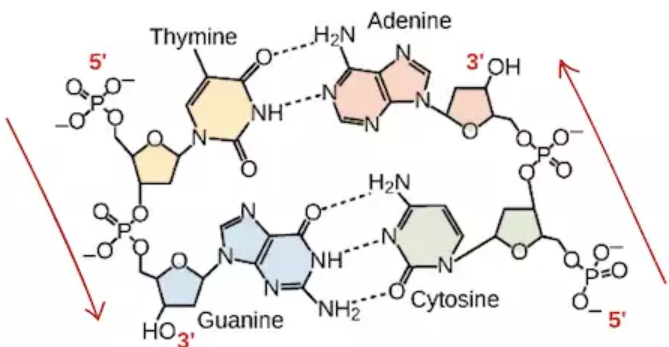 Adenine
Thymine
5'
O
H₂N
N
3'
OH
O
O–
P
–O
O
N
NH
N
N
N
O
O
O
O
O–
P
O
O
O
H₂N
O
P
O
–O
O
O
N
N
N
NH
N
NH₂
N
N
O
O
O
O
O–
P
O
O–
5'
O
HO
3'
Guanine
Cytosine